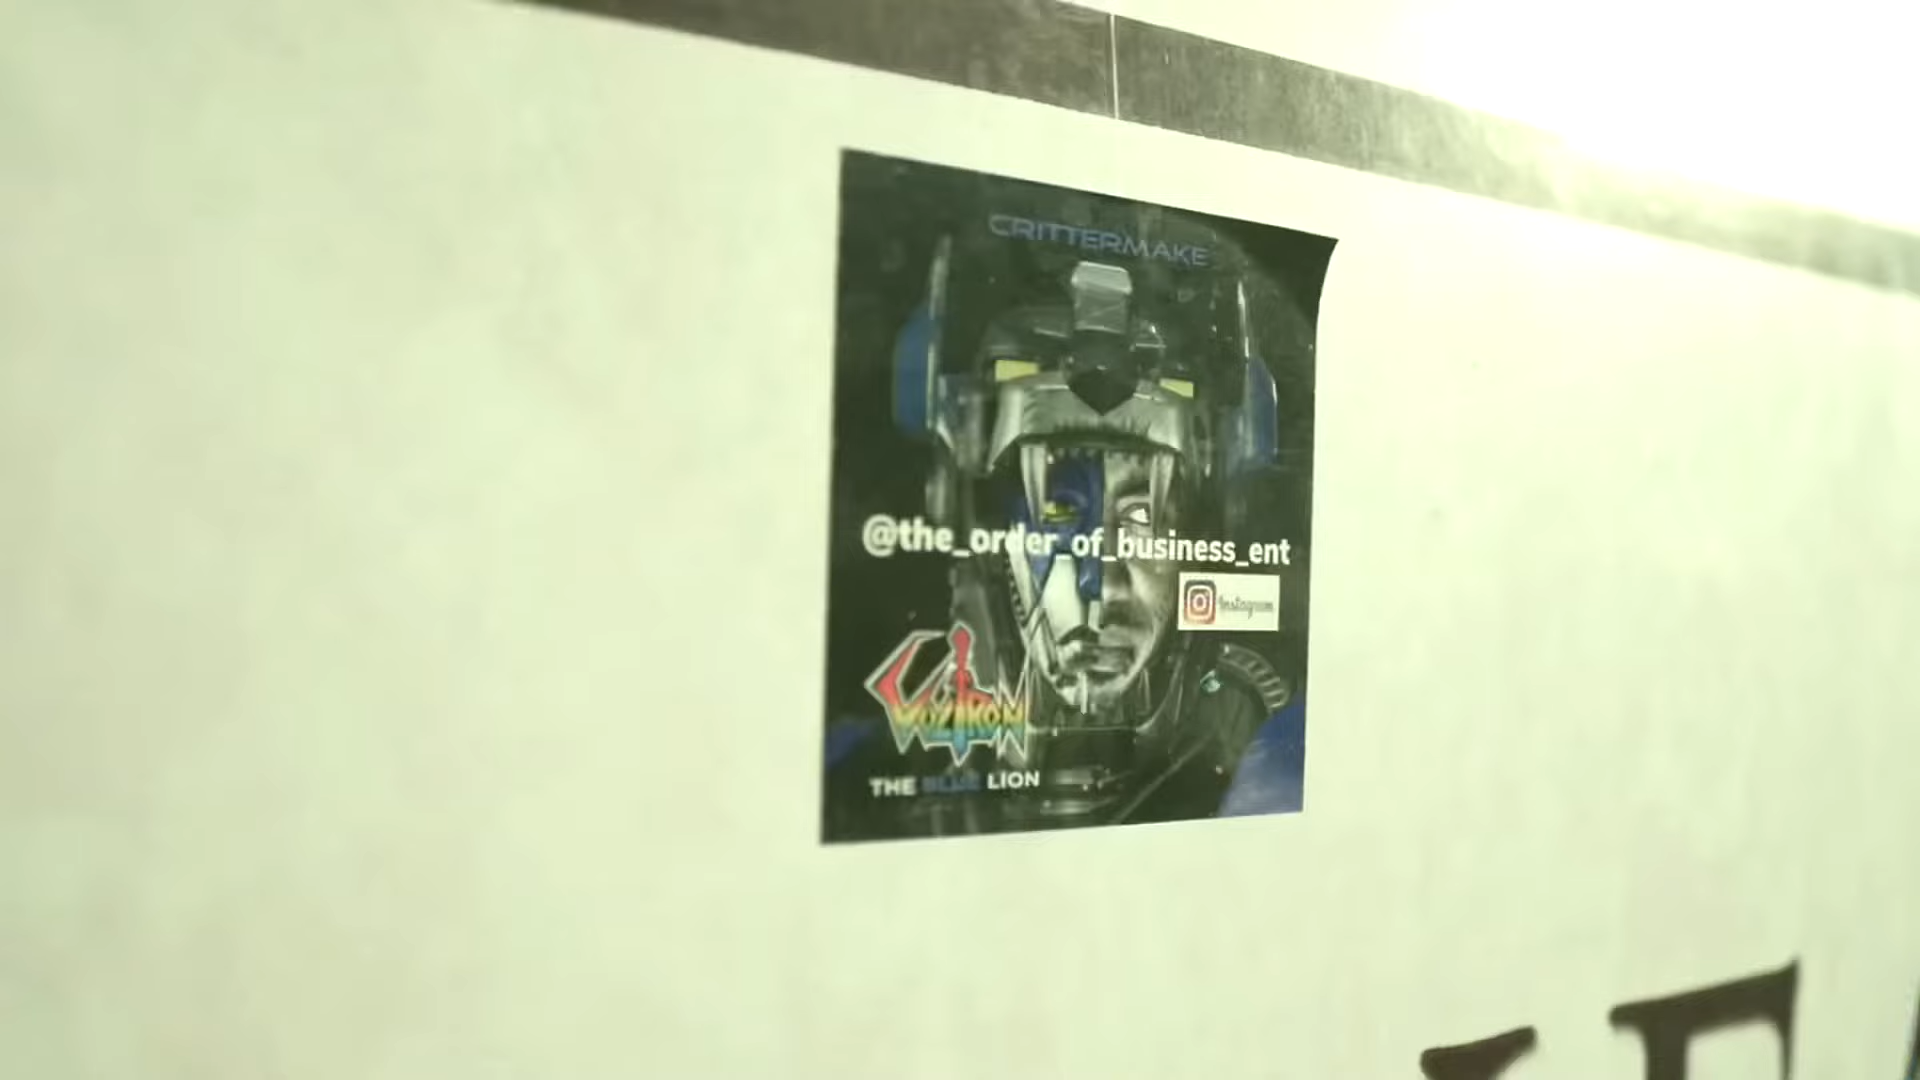 CRITTERMAKE
@the_order_of_business_ent
Instagram
VOLTRON
THE BLUE LION